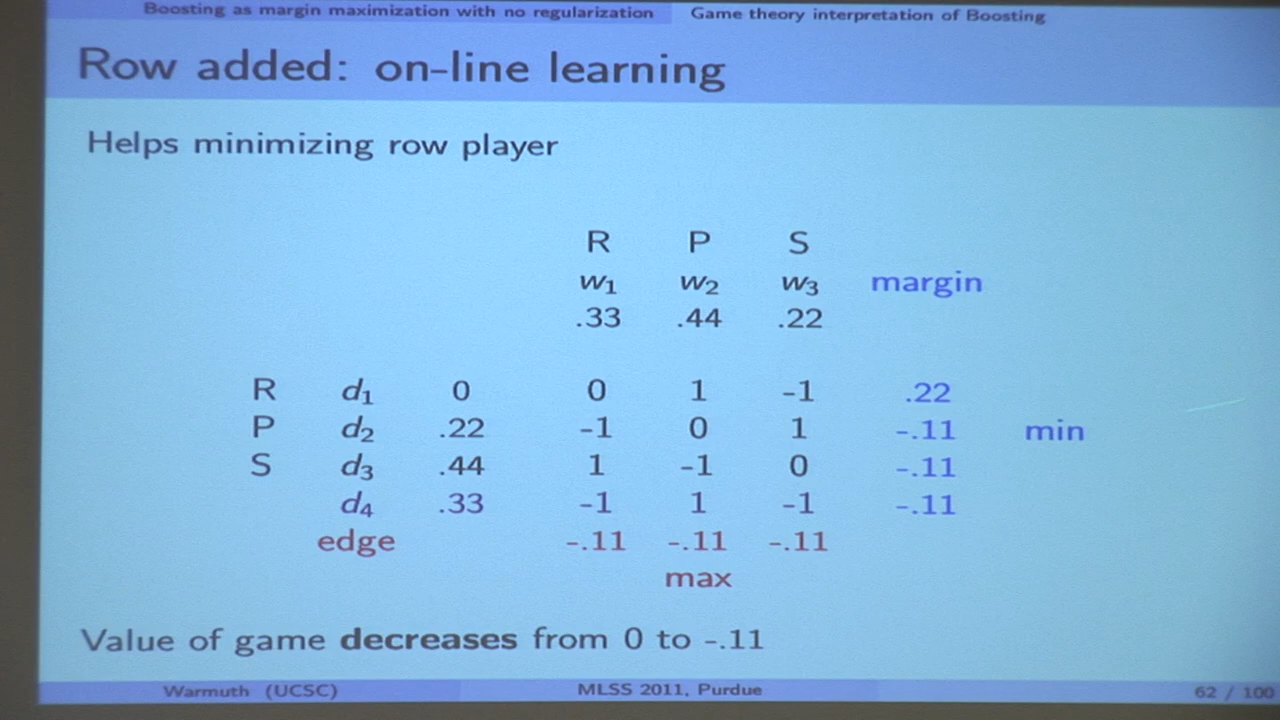 Boosting as margin maximization with no regularization Game theory interpretation of Boosting
Row added: on-line learning
Helps minimizing row player
R P S
w1 w2 w3 margin
.33 .44 .22
R d1 0 0 1 -1 .22
P d2 .22 -1 0 1 -.11 min
S d3 .44 1 -1 0 -.11
d4 .33 -1 1 -1 -.11
edge -.11 -.11 -.11
max
Value of game decreases from 0 to -.11
Warmuth (UCSC) MLSS 2011, Purdue 62 / 100